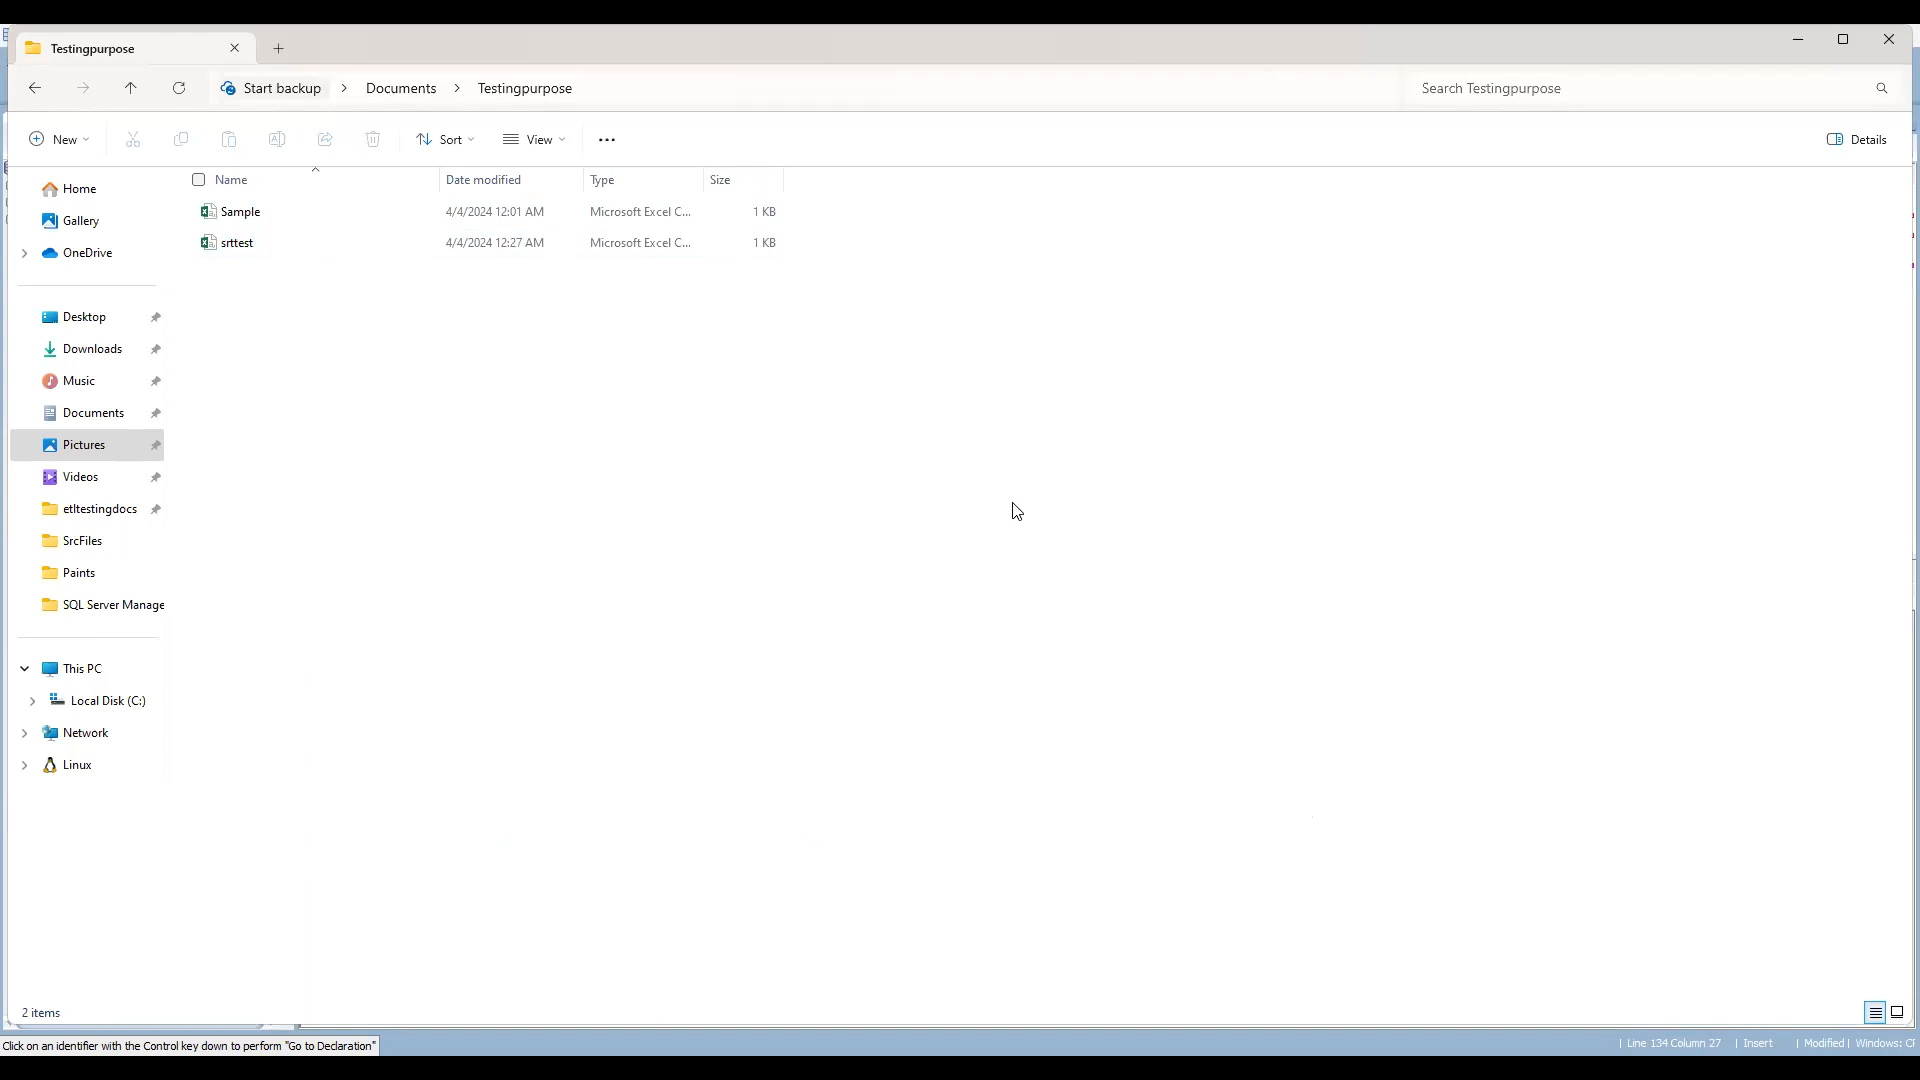 Testingpurpose
Start backup > Documents > Testingpurpose
Search Testingpurpose
New
Sort
View
Details
Name
Date modified
Type
Size
Sample 4/4/2024 12:01 AM Microsoft Excel C... 1 KB
srttest 4/4/2024 12:27 AM Microsoft Excel C... 1 KB
Home
Gallery
OneDrive
Desktop
Downloads
Music
Documents
Pictures
Videos
etltestingdocs
SrcFiles
Paints
SQL Server Manage
This PC
Local Disk (C:)
Network
Linux
2 items
Click on an identifier with the Control key down to perform "Go to Declaration"
Line 134 Column 27 | Insert | Modified | Windows: CF